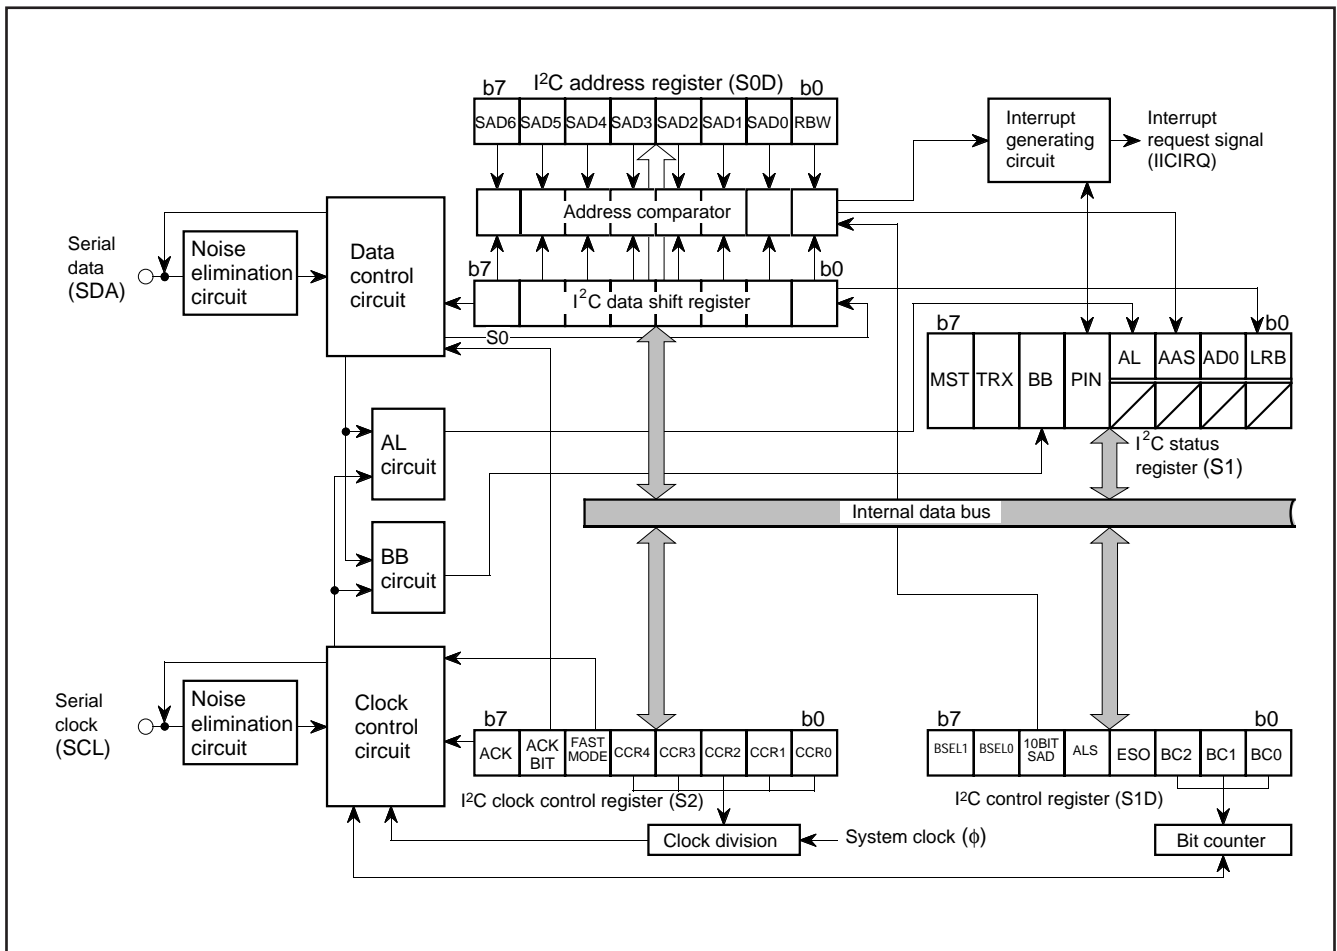 I²C address register (S0D)
b7 b0
SAD6 SAD5 SAD4 SAD3 SAD2 SAD1 SAD0 RBW
Interrupt
generating
circuit
Interrupt
request signal
(IICIRQ)
Address comparator
Serial
data
(SDA)
Noise
elimination
circuit
Data
control
circuit
b7 b0
I²C data shift register
S0
b7 b0
MST TRX BB PIN AL AAS AD0 LRB
I²C status
register (S1)
AL
circuit
Internal data bus
BB
circuit
Serial
clock
(SCL)
Noise
elimination
circuit
Clock
control
circuit
b7 b0
ACK ACK BIT FAST MODE CCR4 CCR3 CCR2 CCR1 CCR0
I²C clock control register (S2)
Clock division
System clock (ϕ)
b7 b0
BSEL1 BSEL0 10BIT SAD ALS ESO BC2 BC1 BC0
I²C control register (S1D)
Bit counter